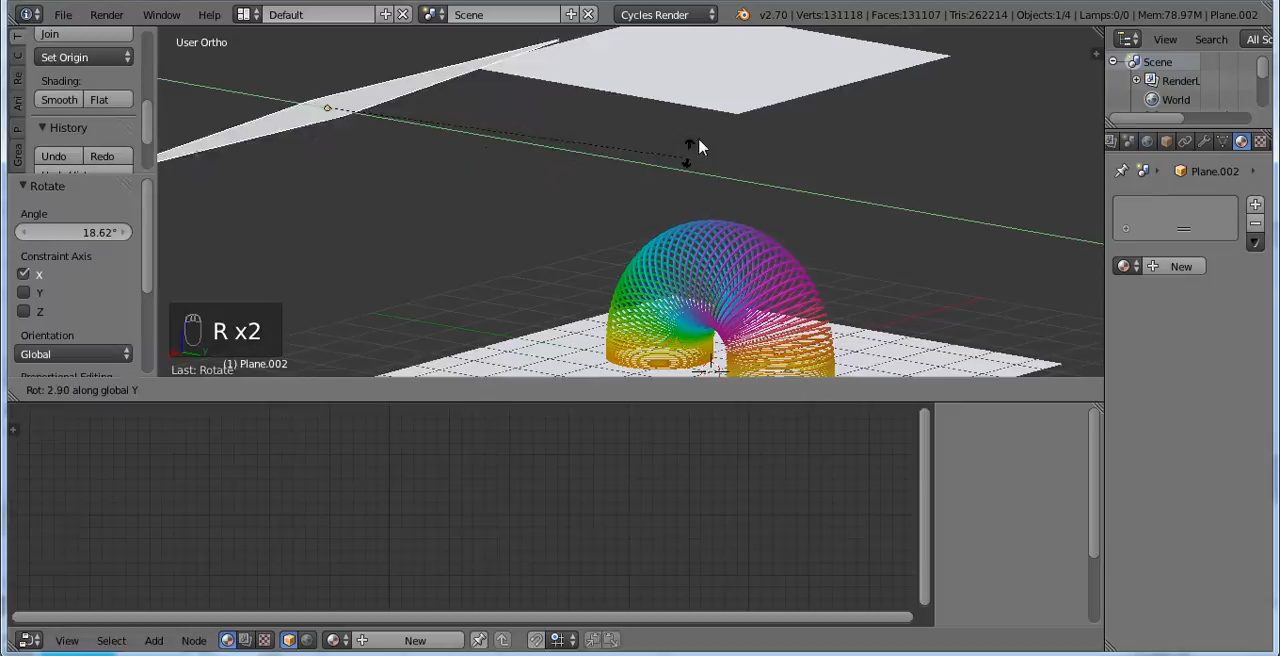 File Render Window Help Default Scene Cycles Render v2.70 | Verts:131118 | Faces:131107 | Tris:262214 | Objects:1/4 | Lamps:0/0 | Mem:78.97M | Plane.002
Join
Set Origin
Shading:
Smooth Flat
History
Undo Redo
Rotate
Angle
18.62°
Constraint Axis
X
Y
Z
Orientation
Global
User Ortho
R x2
(1) Plane.002
Last: Rotate
Rot: 2.90 along global Y
View Search All Sc
Scene
RenderL
World
Plane.002
New
View Select Add Node New